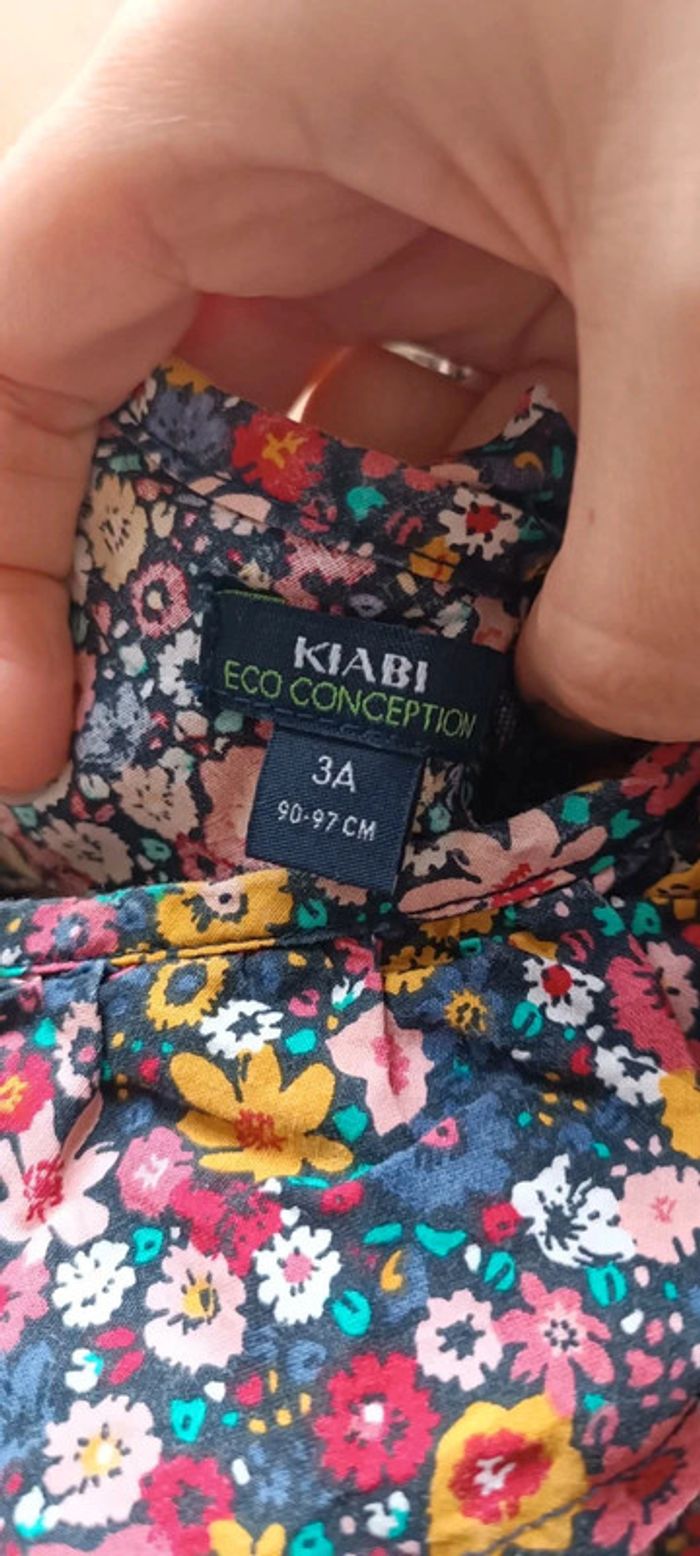 KIABI
ECO CONCEPTION
3A
90-97 CM